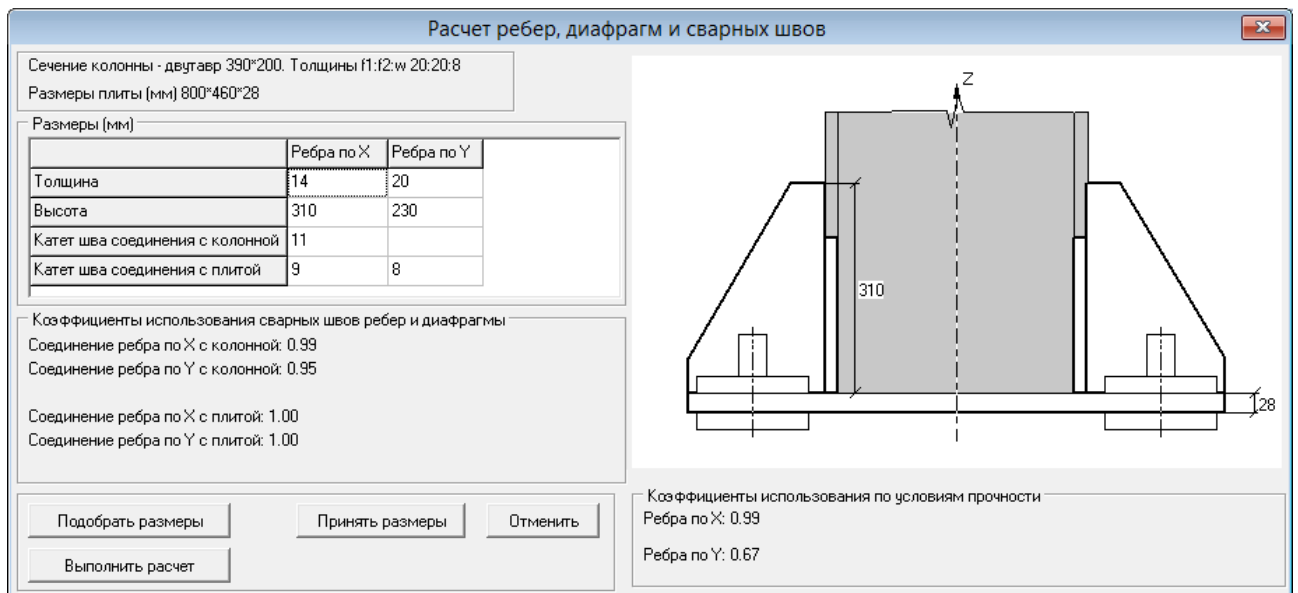 Расчет ребер, диафрагм и сварных швов
Сечение колонны - двутавр 390*200. Толщины f1:f2:w 20:20:8
Размеры плиты (мм) 800*460*28
Размеры (мм)
Ребра по X Ребра по Y
Толщина 14 20
Высота 310 230
Катет шва соединения с колонной 11
Катет шва соединения с плитой 9 8
Коэффициенты использования сварных швов ребер и диафрагмы
Соединение ребра по X с колонной: 0.99
Соединение ребра по Y с колонной: 0.95
Соединение ребра по X с плитой: 1.00
Соединение ребра по Y с плитой: 1.00
Подобрать размеры
Принять размеры
Отменить
Выполнить расчет
Z
310
28
Коэффициенты использования по условиям прочности
Ребра по X: 0.99
Ребра по Y: 0.67